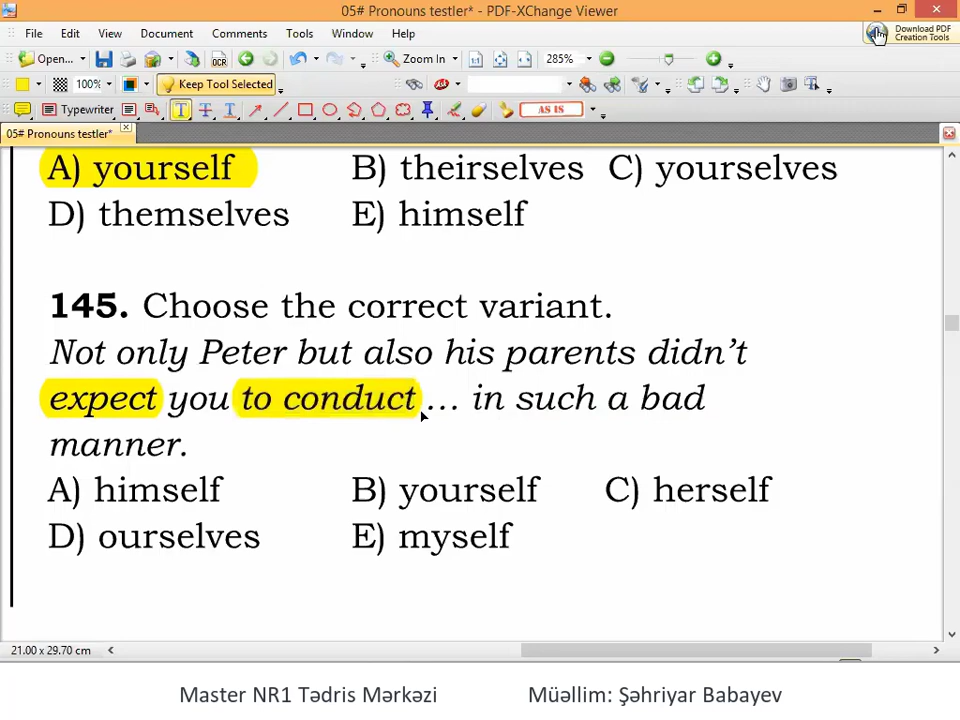 05# Pronouns testler* - PDF-XChange Viewer
File Edit View Document Comments Tools Window Help
Download PDF
Creation Tools
Open... OCR Zoom In 285%
100% Keep Tool Selected
Typewriter T T T AS IS
05# Pronouns testler*
A) yourself B) theirselves C) yourselves
D) themselves E) himself
145. Choose the correct variant.
Not only Peter but also his parents didn’t
expect you to conduct ... in such a bad
manner.
A) himself B) yourself C) herself
D) ourselves E) myself
21.00 x 29.70 cm
Master NR1 Tədris Mərkəzi Müəllim: Şəhriyar Babayev